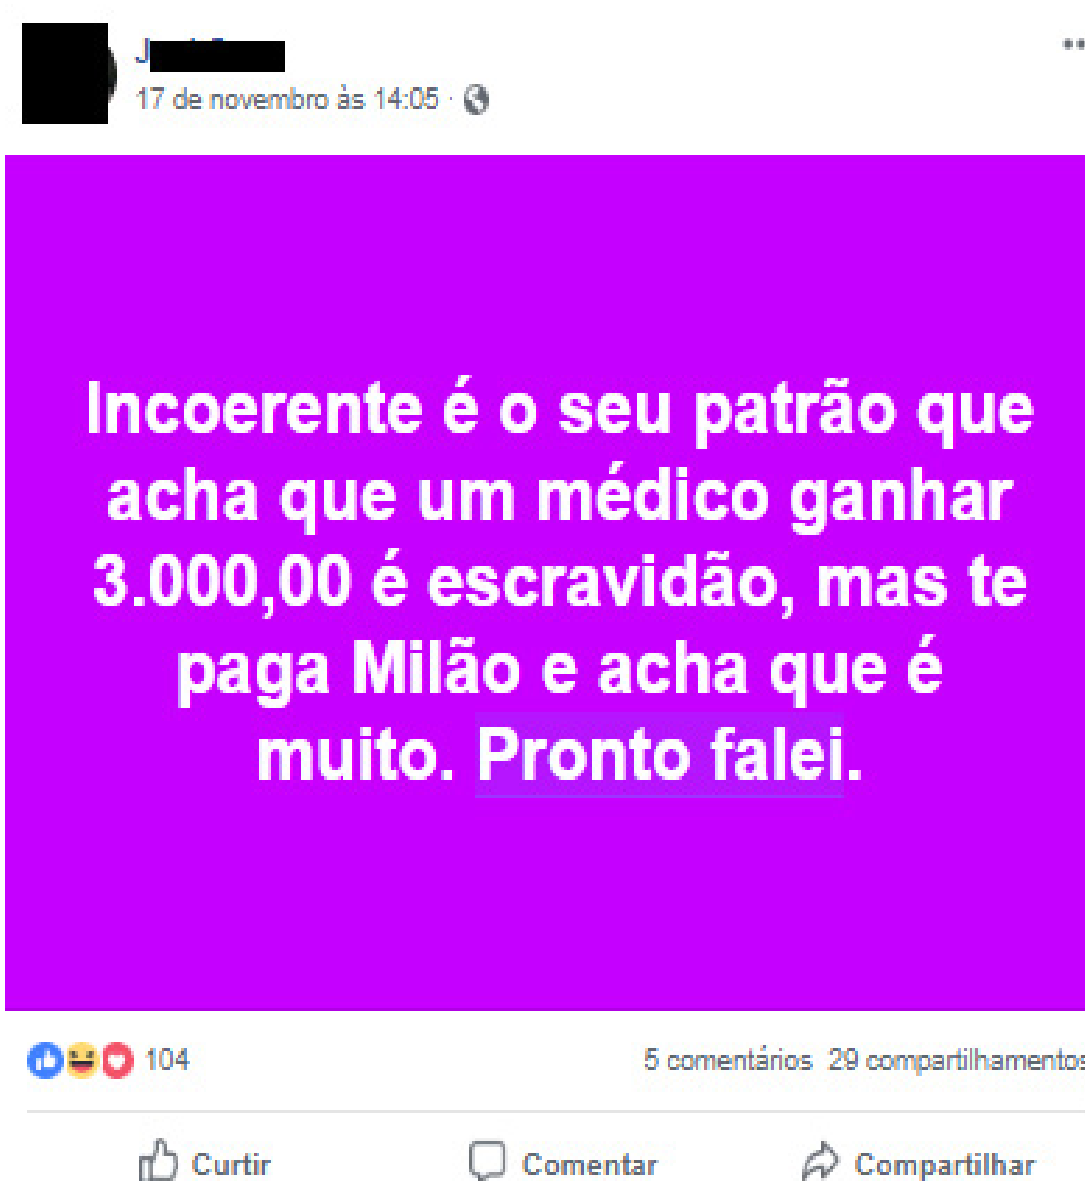 17 de novembro às 14:05 ·
Incoerente é o seu patrão que
acha que um médico ganhar
3.000,00 é escravidão, mas te
paga Milão e acha que é
muito. Pronto falei.
104
5 comentários 29 compartilhamentos
Curtir Comentar Compartilhar